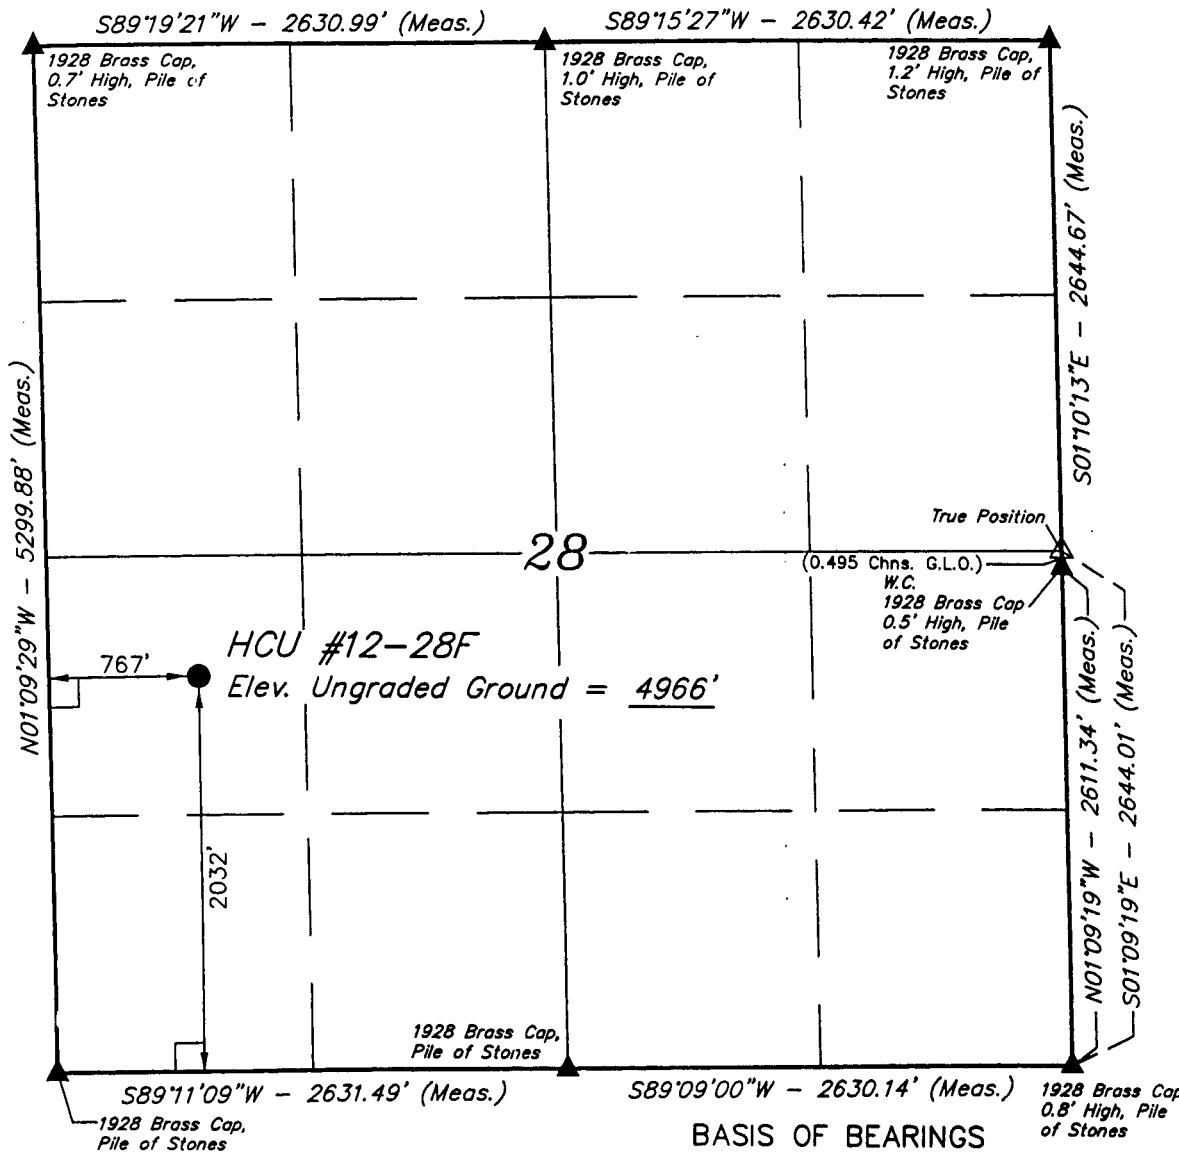 S89°19'21"W - 2630.99' (Meas.)
S89°15'27"W - 2630.42' (Meas.)
1928 Brass Cap,
0.7' High, Pile of
Stones
1928 Brass Cap,
1.0' High, Pile of
Stones
1928 Brass Cap,
1.2' High, Pile of
Stones
S01°10'13"E - 2644.67' (Meas.)
N01°09'29"W - 5299.88' (Meas.)
True Position
28
(0.495 Chns. G.L.O.)
W.C.
1928 Brass Cap
0.5' High, Pile
of Stones
HCU #12-28F
767'
Elev. Ungraded Ground = 4966'
2032'
N01°09'19"W - 2611.34' (Meas.)
S01°09'19"E - 2644.01' (Meas.)
1928 Brass Cap,
Pile of Stones
S89°11'09"W - 2631.49' (Meas.)
S89°09'00"W - 2630.14' (Meas.)
1928 Brass Cap
0.8' High, Pile
of Stones
1928 Brass Cap,
Pile of Stones
BASIS OF BEARINGS